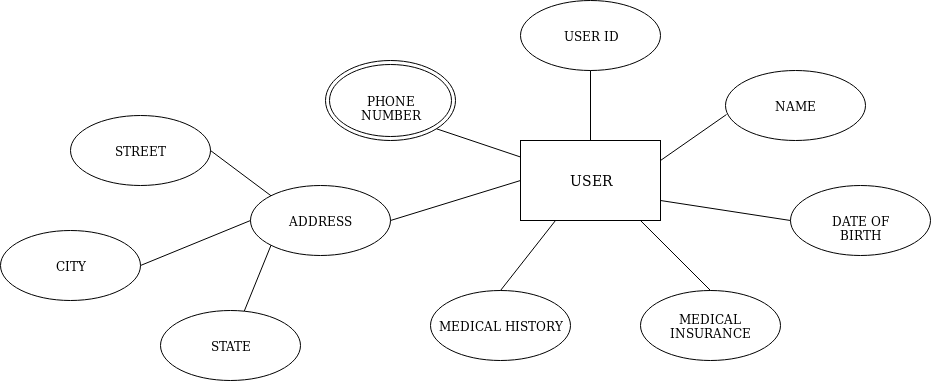 USER ID
PHONE
NUMBER
NAME
STREET
USER
ADDRESS
DATE OF
BIRTH
CITY
MEDICAL HISTORY
MEDICAL
INSURANCE
STATE